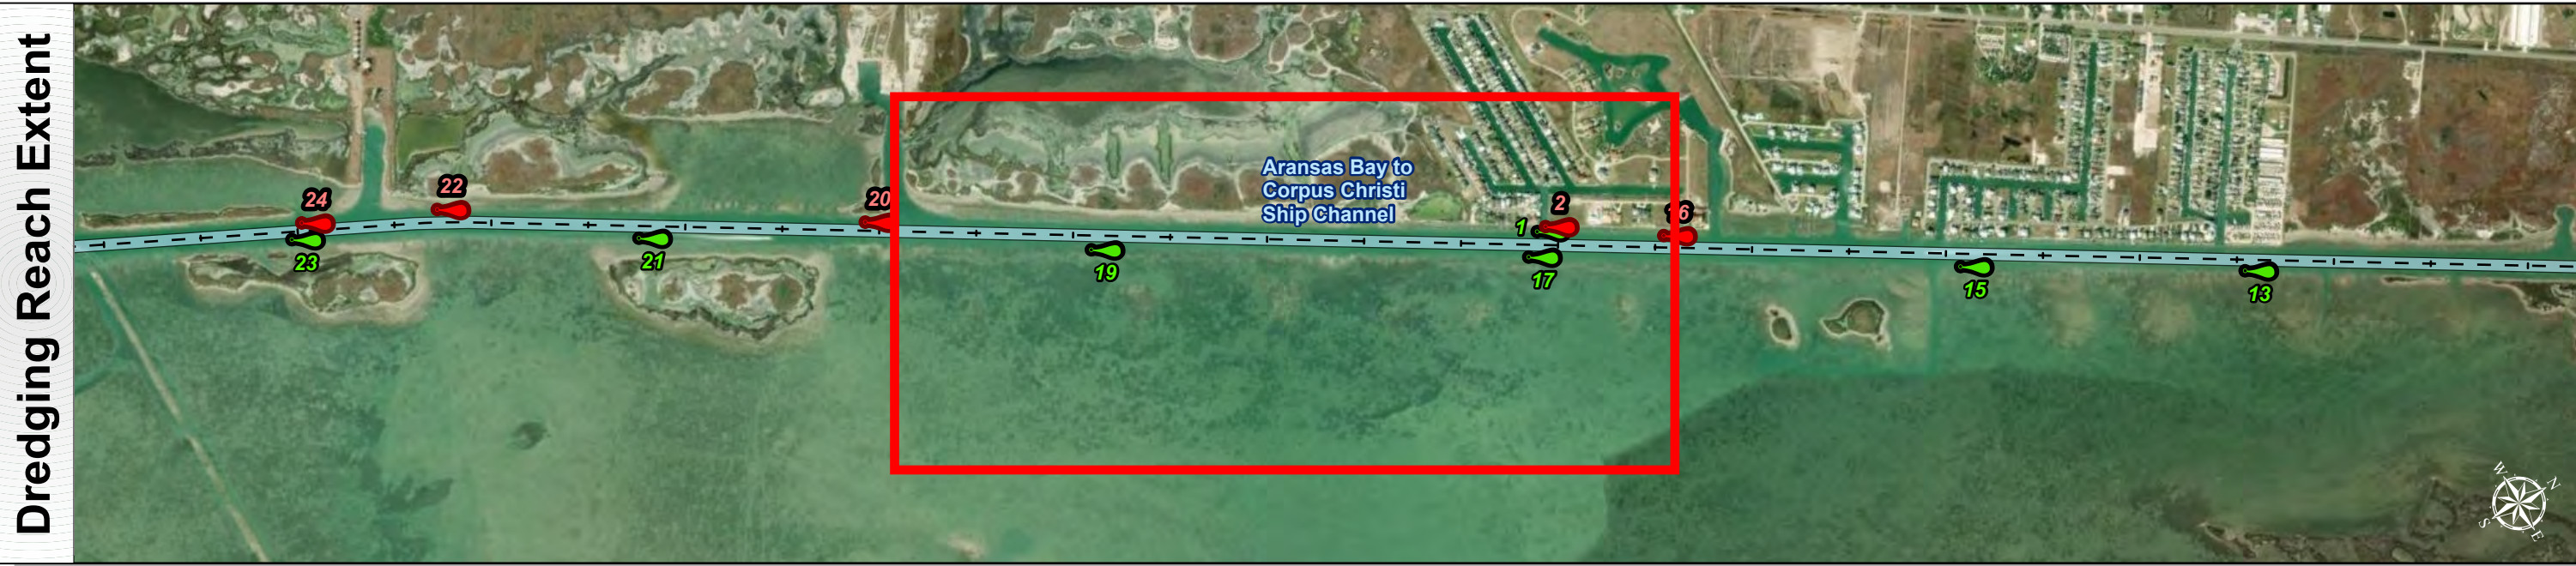 Dredging Reach Extent
24
22
20
Aransas Bay to
Corpus Christi
Ship Channel
2
1
23
21
19
17
15
13
W
N
S
E